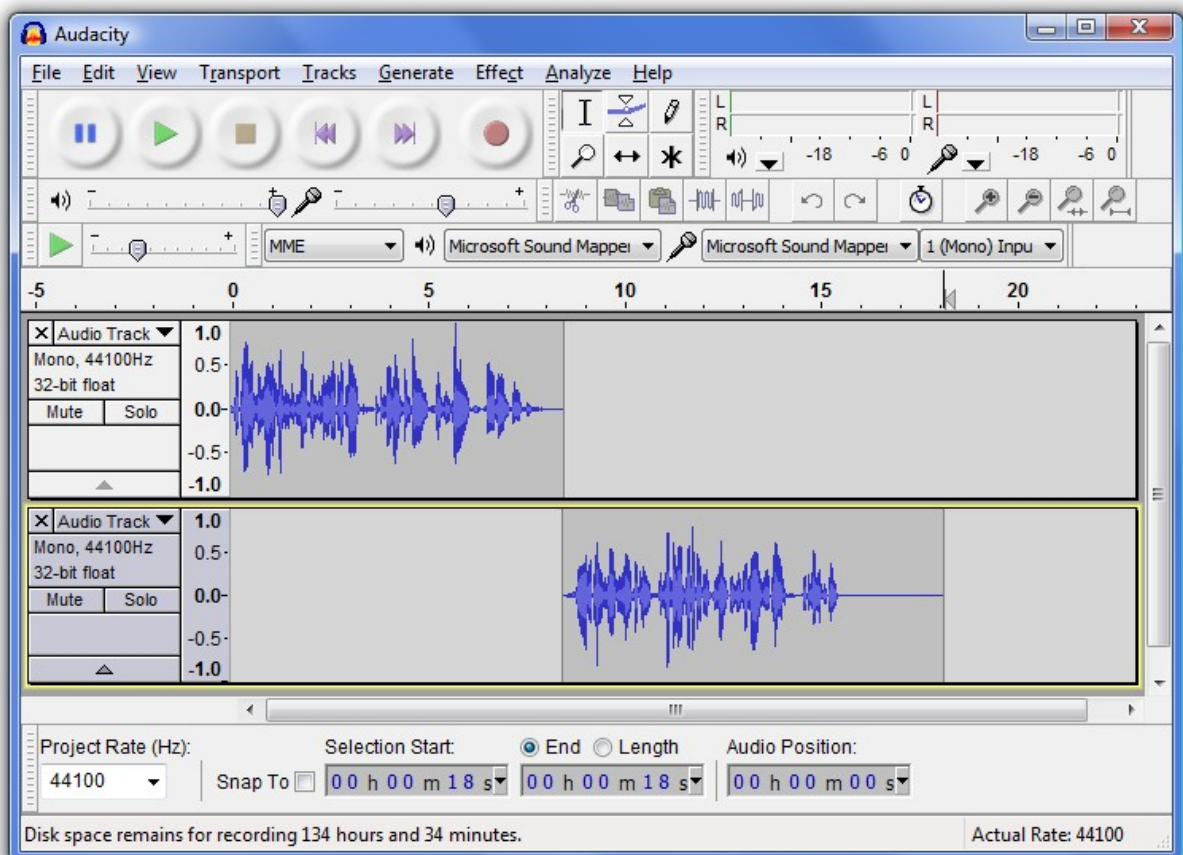 Audacity
File Edit View Transport Tracks Generate Effect Analyze Help
L
R
-18 -6 0
L
R
-18 -6 0
- +
- +
- +
MME
Microsoft Sound Mapper
Microsoft Sound Mapper
1 (Mono) Inpu
-5 0 5 10 15 20
X Audio Track
Mono, 44100Hz
32-bit float
Mute Solo
1.0
0.5
0.0
-0.5
-1.0
X Audio Track
Mono, 44100Hz
32-bit float
Mute Solo
1.0
0.5
0.0
-0.5
-1.0
Project Rate (Hz): Selection Start: End Length Audio Position:
44100 Snap To 00 h 00 m 18 s 00 h 00 m 18 s 00 h 00 m 00 s
Disk space remains for recording 134 hours and 34 minutes. Actual Rate: 44100